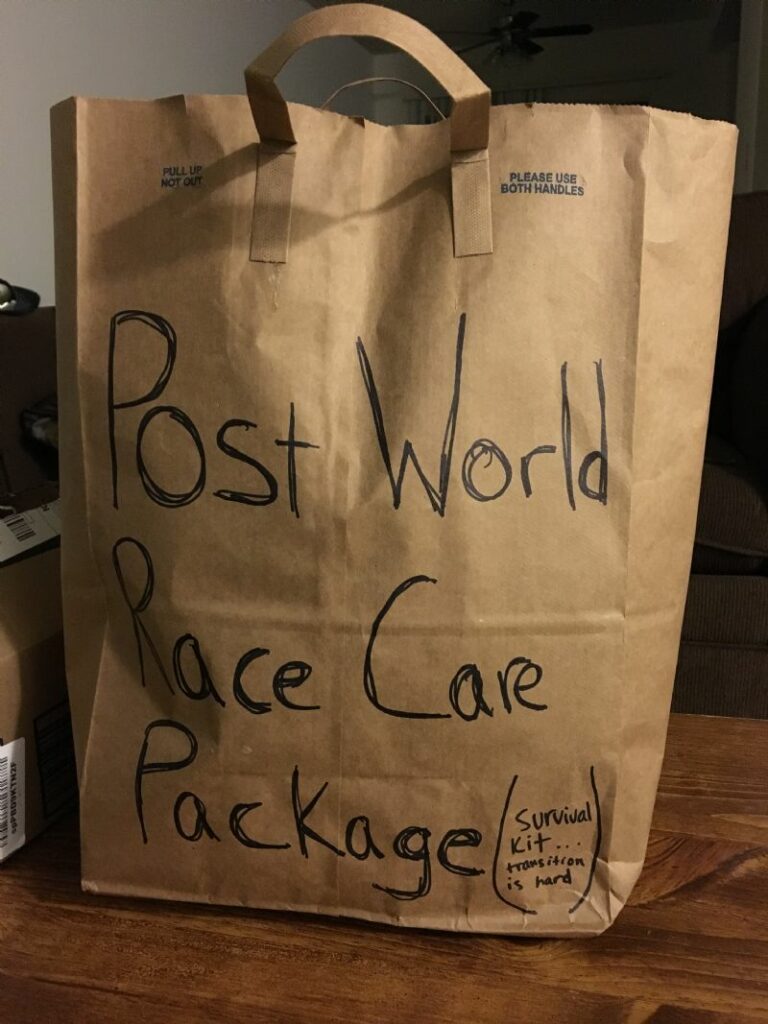 PULL UP
NOT OUT
PLEASE USE
BOTH HANDLES
Post World
Race Care
Package
(Survival
Kit...
transition
is hard)